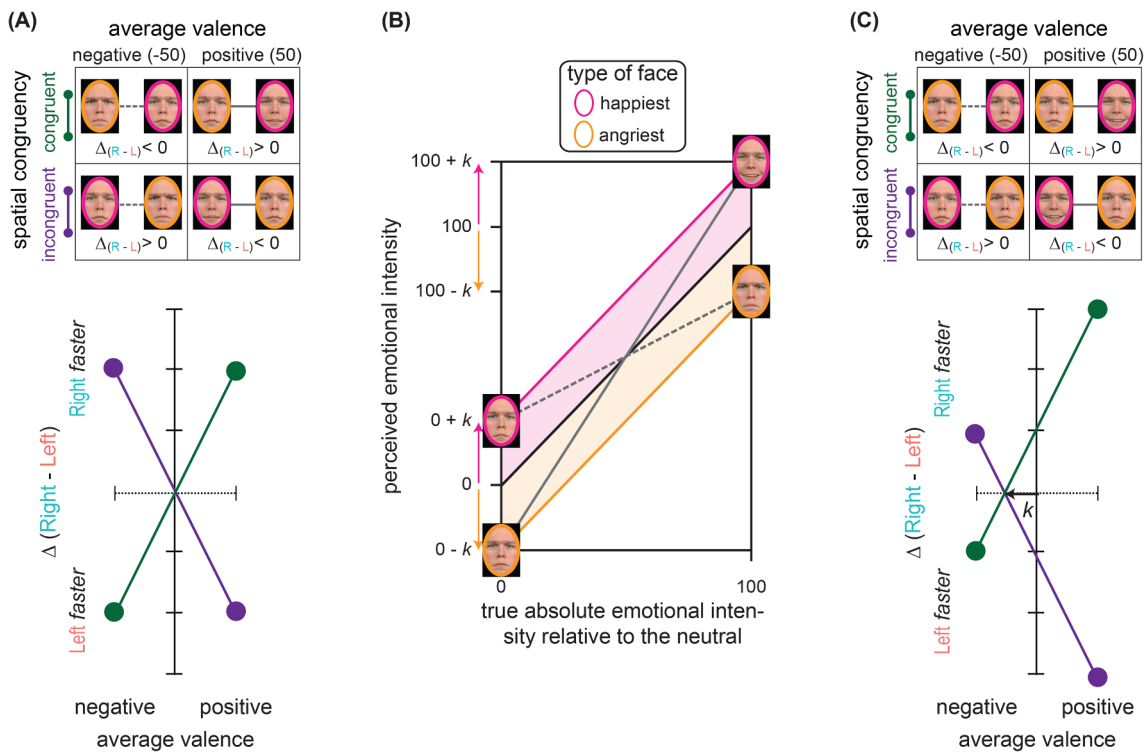 (A)
average valence
negative (-50) positive (50)
spatial congruency
congruent
incongruent
Δ(R - L)< 0 Δ(R - L)> 0
Δ(R - L)> 0 Δ(R - L)< 0
Right faster
Δ (Right - Left)
Left faster
negative positive
average valence
(B)
type of face
happiest
angriest
perceived emotional intensity
100 + k
100
100 - k
0 + k
0
0 - k
0 100
true absolute emotional inten-
sity relative to the neutral
(C)
average valence
negative (-50) positive (50)
spatial congruency
congruent
incongruent
Δ(R - L)< 0 Δ(R - L)> 0
Δ(R - L)> 0 Δ(R - L)< 0
Right faster
Δ (Right - Left)
Left faster
k
negative positive
average valence